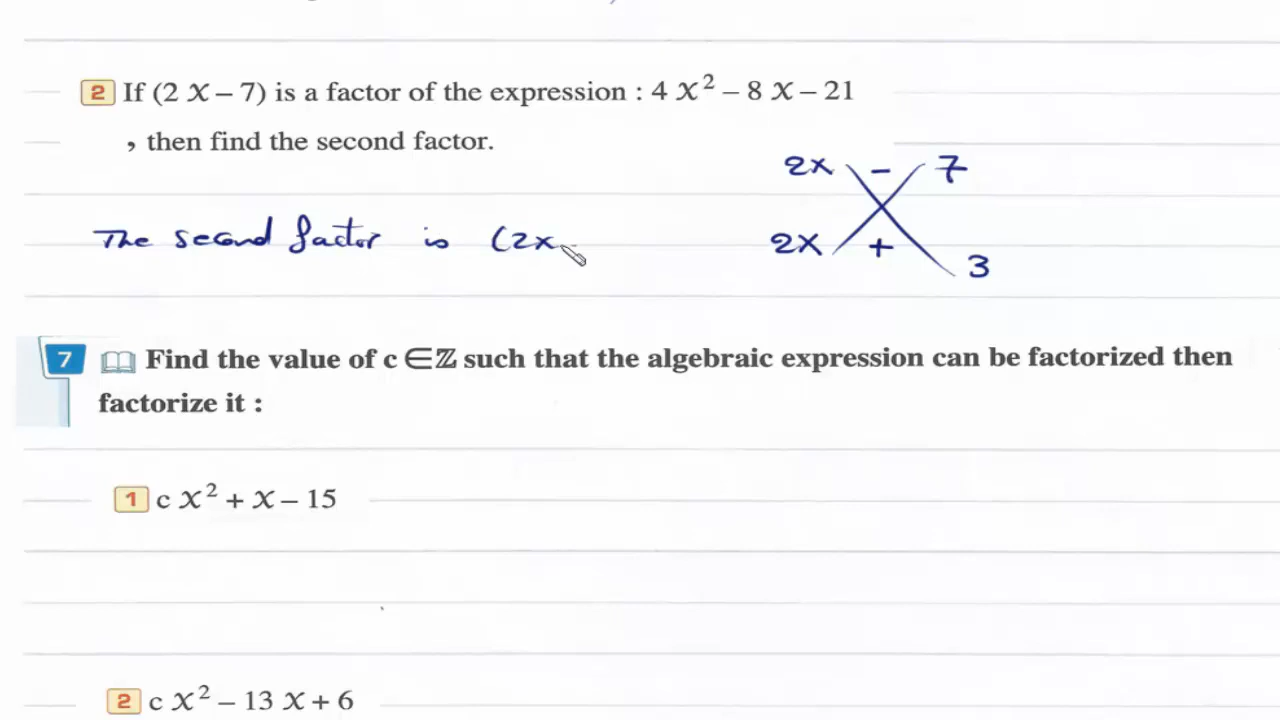 2 If (2 x – 7) is a factor of the expression : 4 x² – 8 x – 21
, then find the second factor.
2x – 7
The second factor is (2x
2x + 3
7 Find the value of c ∈ ℤ such that the algebraic expression can be factorized then
factorize it :
1 c x² + x – 15
2 c x² – 13 x + 6